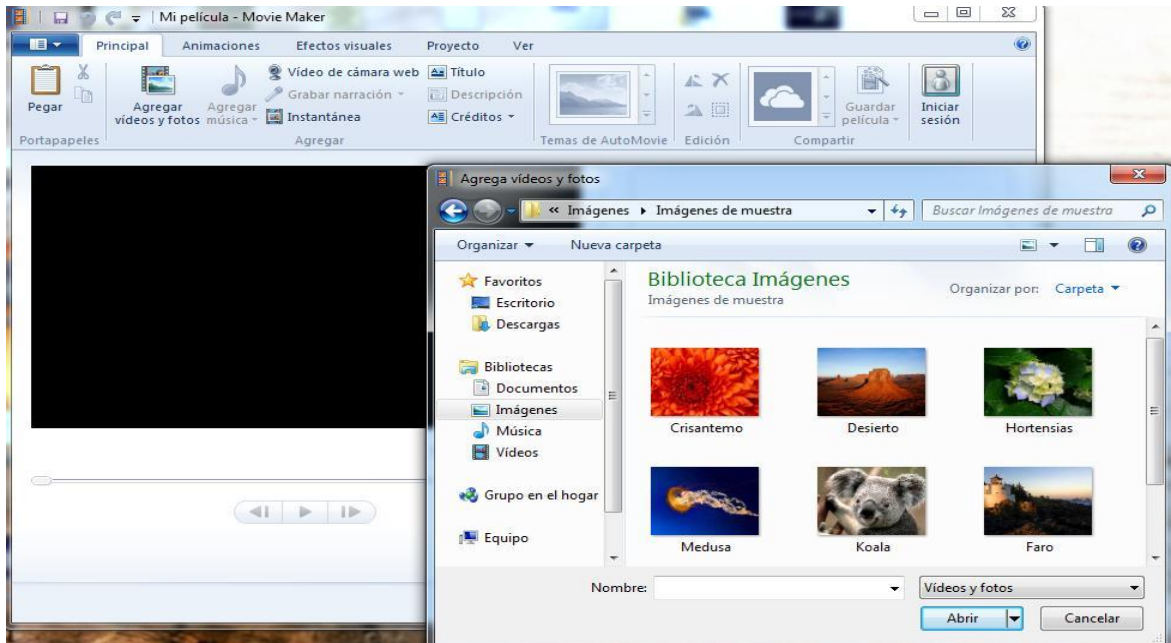 Mi película - Movie Maker
Principal Animaciones Efectos visuales Proyecto Ver
Pegar
Agregar vídeos y fotos
Agregar música
Vídeo de cámara web
Grabar narración
Instantánea
Título
Descripción
Créditos
Guardar película
Iniciar sesión
Portapapeles Agregar Temas de AutoMovie Edición Compartir
Agrega vídeos y fotos
« Imágenes Imágenes de muestra Buscar Imágenes de muestra
Organizar Nueva carpeta
Favoritos
Escritorio
Descargas
Bibliotecas
Documentos
Imágenes
Música
Vídeos
Grupo en el hogar
Equipo
Biblioteca Imágenes
Imágenes de muestra
Organizar por: Carpeta
Crisantemo Desierto Hortensias
Medusa Koala Faro
Nombre: Vídeos y fotos
Abrir Cancelar